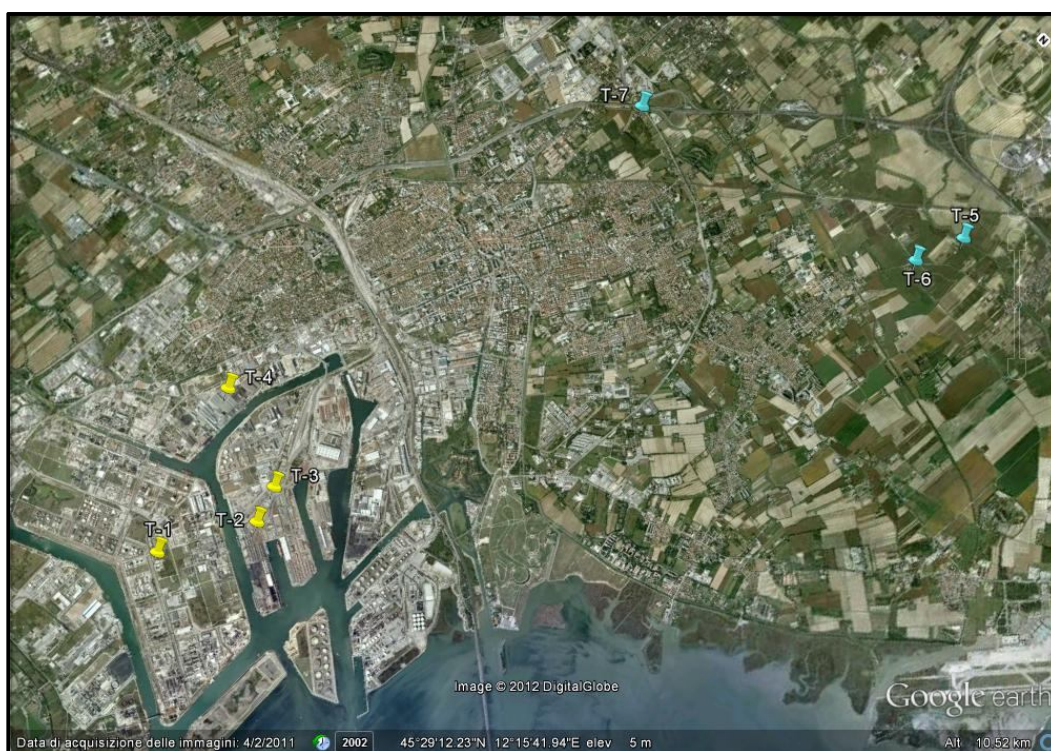 N
T-7
T-5
T-6
T-4
T-3
T-2
T-1
Image © 2012 DigitalGlobe
Google earth
Data di acquisizione delle immagini: 4/2/2011 2002 45°29'12.23"N 12°15'41.94"E elev 5 m Alt 10.52 km